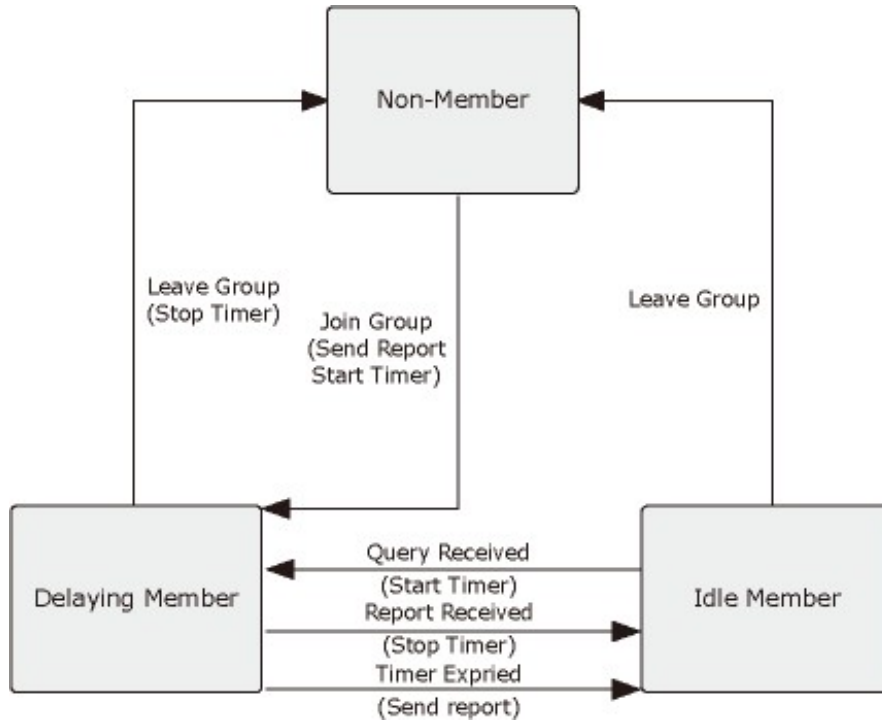 Non-Member
Leave Group
(Stop Timer)
Join Group
(Send Report
Start Timer)
Leave Group
Delaying Member
Query Received
(Start Timer)
Report Received
(Stop Timer)
Timer Expried
(Send report)
Idle Member